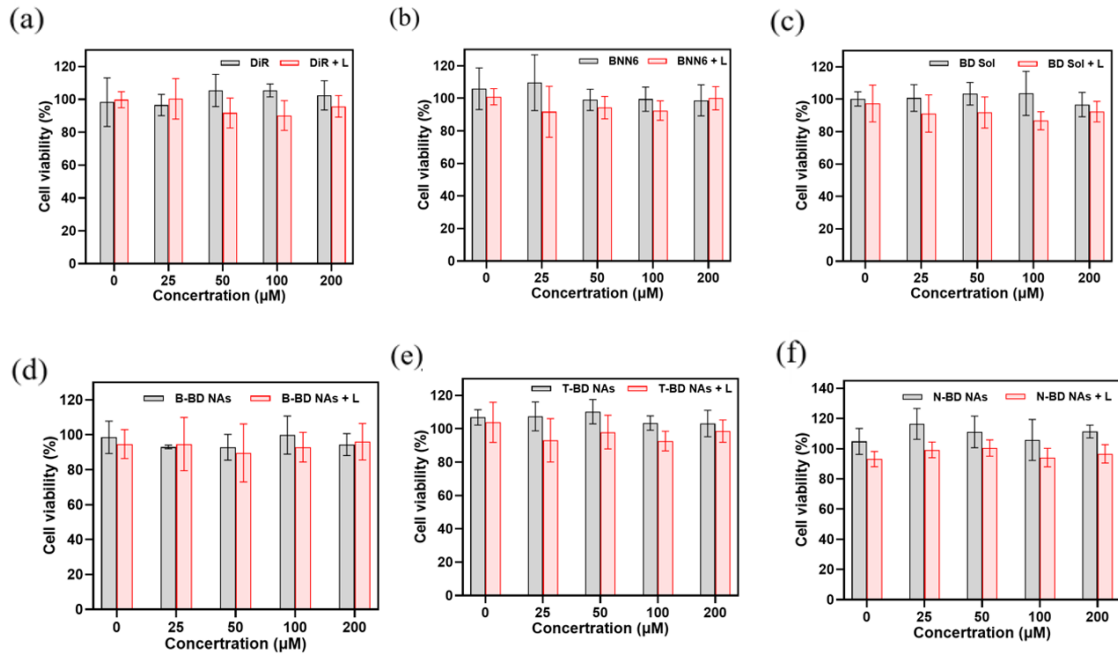 (a)
DiR DiR + L
Cell viability (%)
120
100
80
60
40
20
0
0 25 50 100 200
Concertration (µM)
(b)
BNN6 BNN6 + L
Cell viability (%)
120
100
80
60
40
20
0
0 25 50 100 200
Concertration (µM)
(c)
BD Sol BD Sol + L
Cell viability (%)
120
100
80
60
40
20
0
0 25 50 100 200
Concertration (µM)
(d)
B-BD NAs B-BD NAs + L
Cell viability (%)
120
100
80
60
40
20
0
0 25 50 100 200
Concertration (µM)
(e)
T-BD NAs T-BD NAs + L
Cell viability (%)
120
100
80
60
40
20
0
0 25 50 100 200
Concertration (µM)
(f)
N-BD NAs N-BD NAs + L
Cell viability (%)
140
120
100
80
60
40
20
0
0 25 50 100 200
Concertration (µM)